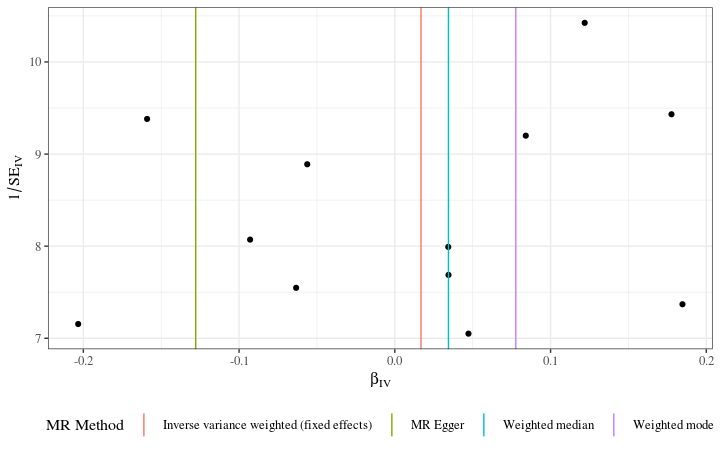 10
9
8
7
1/SE_IV
-0.2
-0.1
0.0
0.1
0.2
β_IV
MR Method
Inverse variance weighted (fixed effects)
MR Egger
Weighted median
Weighted mode